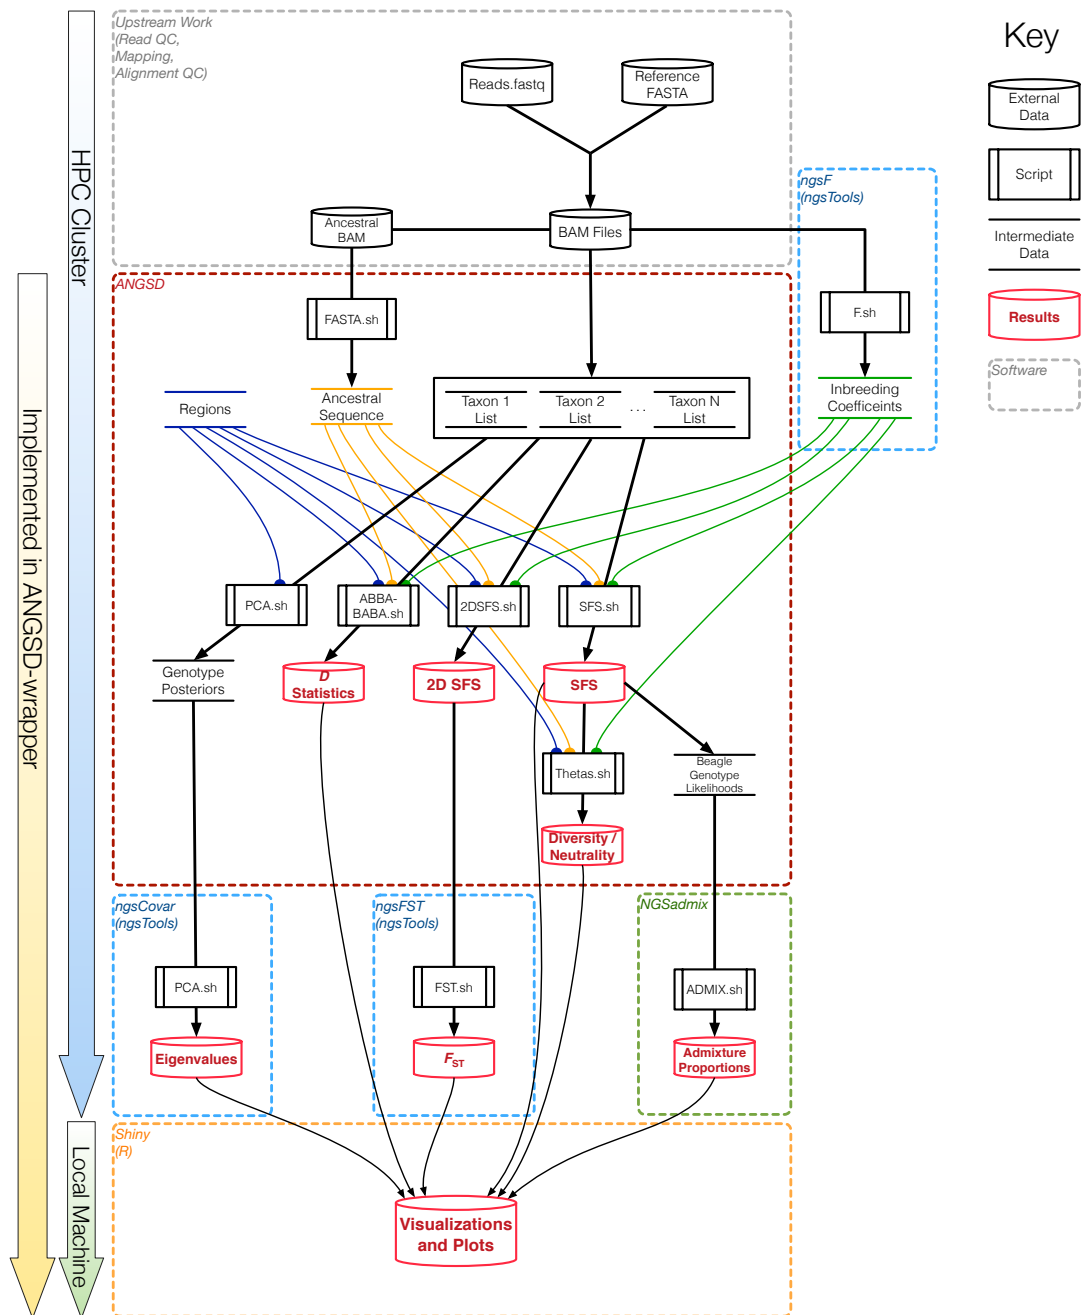 Upstream Work
(Read QC,
Mapping,
Alignment QC)
Reads.fastq
Reference
FASTA
Key
External
Data
Script
Intermediate
Data
Results
Software
HPC Cluster
ngsF
(ngsTools)
Ancestral
BAM
BAM Files
ANGSD
FASTA.sh
F.sh
Implemented in ANGSD-wrapper
Regions
Ancestral
Sequence
Taxon 1
List
Taxon 2
List
...
Taxon N
List
Inbreeding
Coefficeints
PCA.sh
ABBA-
BABA.sh
2DSFS.sh
SFS.sh
Genotype
Posteriors
D
Statistics
2D SFS
SFS
Thetas.sh
Beagle
Genotype
Likelihoods
Diversity /
Neutrality
ngsCovar
(ngsTools)
ngsFST
(ngsTools)
NGSadmix
PCA.sh
FST.sh
ADMIX.sh
Eigenvalues
FST
Admixture
Proportions
Shiny
(R)
Local Machine
Visualizations
and Plots